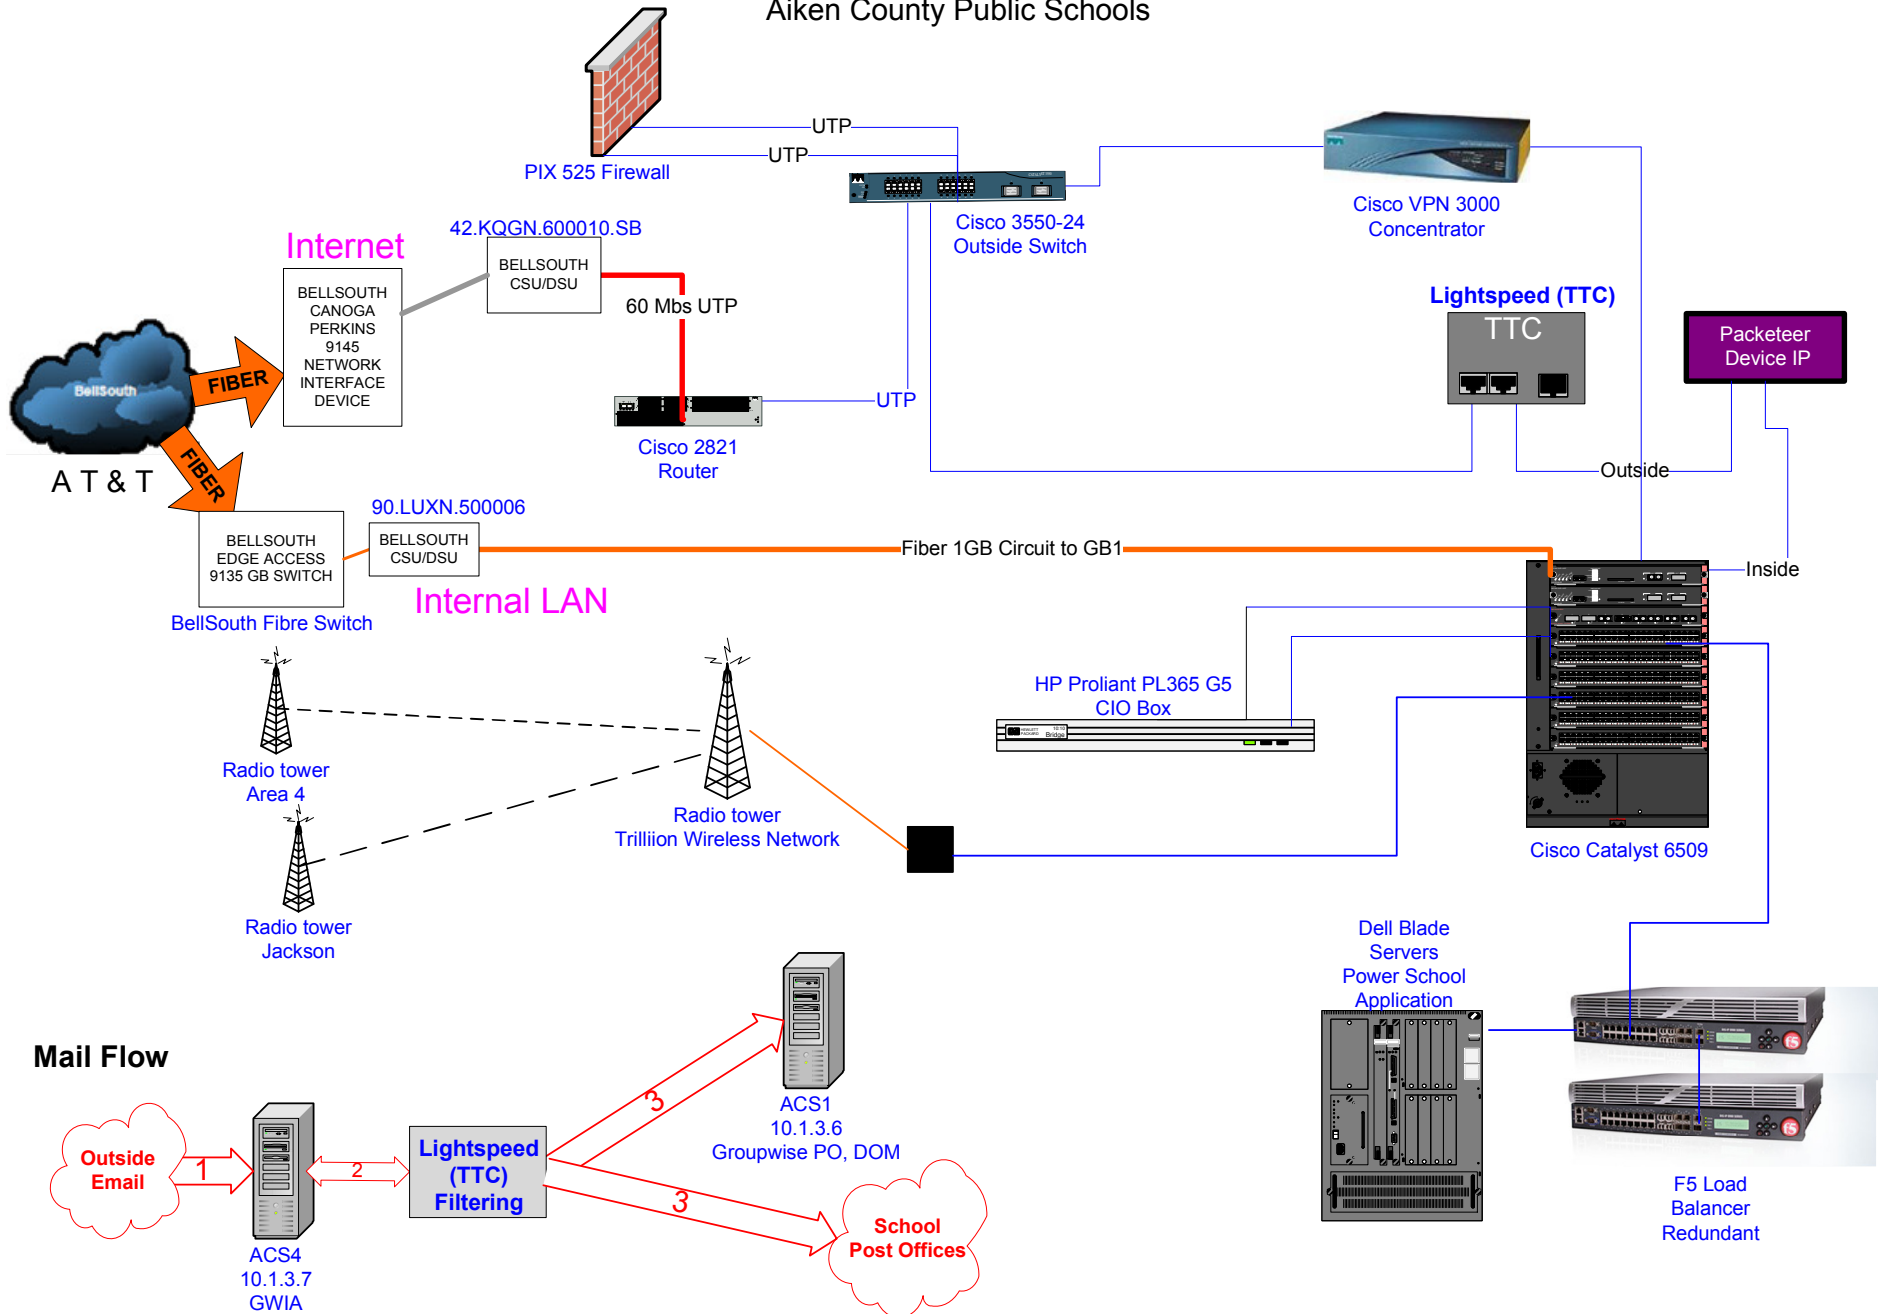 Aiken County Public Schools
UTP
UTP
PIX 525 Firewall
Cisco 3550-24
Outside Switch
Cisco VPN 3000
Concentrator
42.KQGN.600010.SB
Internet
BELLSOUTH
CSU/DSU
BELLSOUTH
CANOGA
PERKINS
9145
NETWORK
INTERFACE
DEVICE
60 Mbs UTP
Lightspeed (TTC)
TTC
Packeteer
Device IP
BellSouth
FIBER
UTP
Cisco 2821
Router
A T & T
FIBER
Outside
90.LUXN.500006
BELLSOUTH
EDGE ACCESS
9135 GB SWITCH
BELLSOUTH
CSU/DSU
Fiber 1GB Circuit to GB1
Inside
Internal LAN
BellSouth Fibre Switch
HP Proliant PL365 G5
CIO Box
HEWLETT
PACKARD
Bridge
Radio tower
Area 4
Radio tower
Trilliion Wireless Network
Cisco Catalyst 6509
Radio tower
Jackson
Dell Blade
Servers
Power School
Application
f5
f5
F5 Load
Balancer
Redundant
Mail Flow
Outside
Email
1
2
Lightspeed
(TTC)
Filtering
3
3
ACS1
10.1.3.6
Groupwise PO, DOM
School
Post Offices
ACS4
10.1.3.7
GWIA